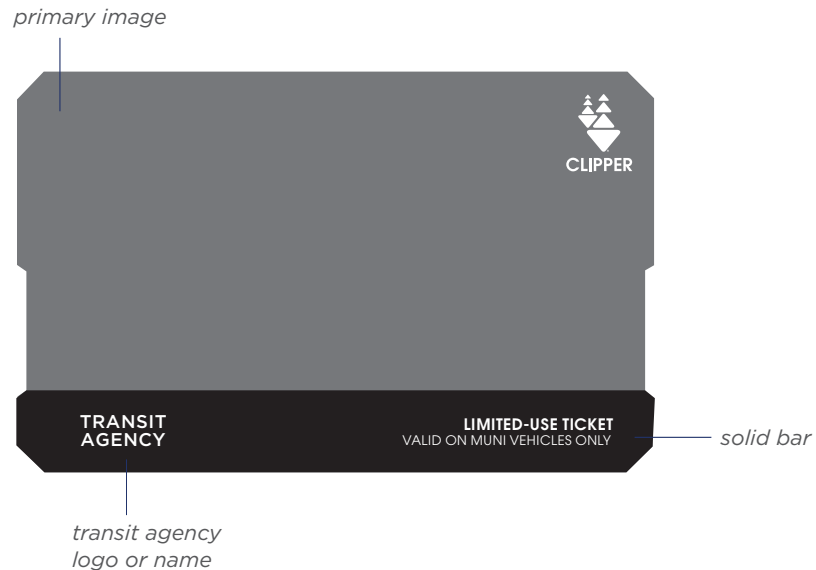 primary image
CLIPPER
TRANSIT
AGENCY
LIMITED-USE TICKET
VALID ON MUNI VEHICLES ONLY
solid bar
transit agency
logo or name